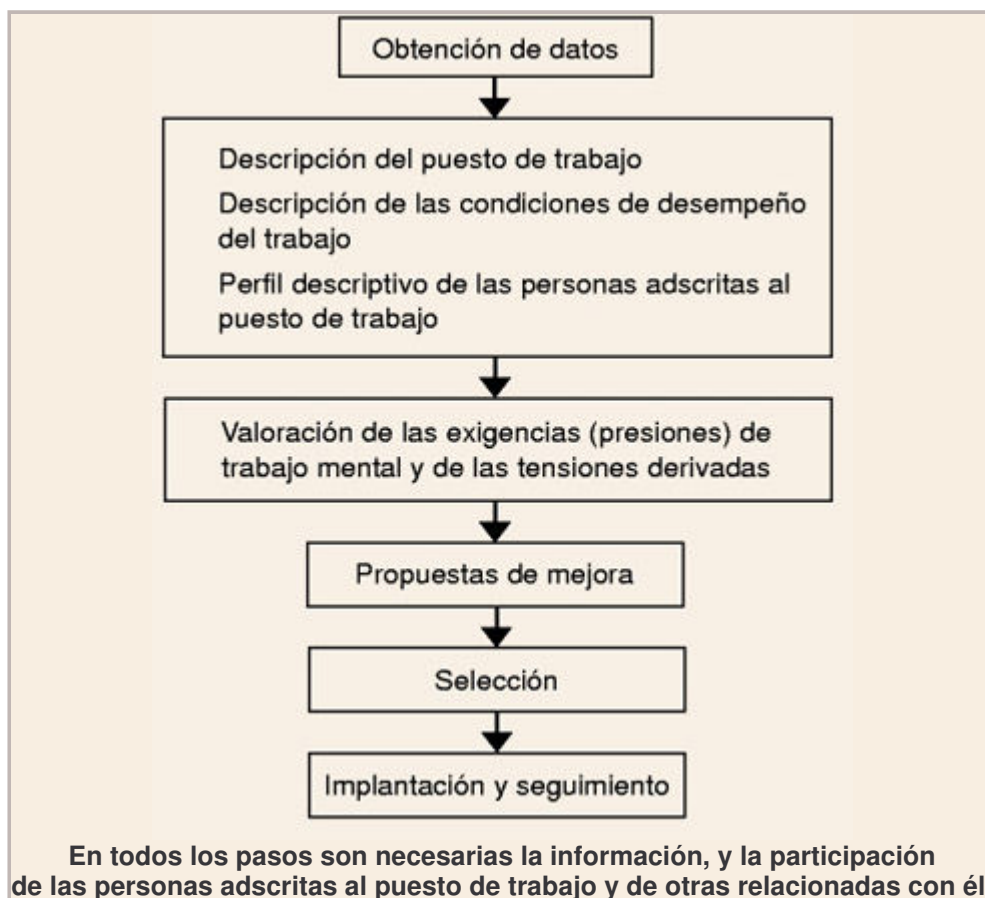 Obtención de datos
Descripción del puesto de trabajo
Descripción de las condiciones de desempeño
del trabajo
Perfil descriptivo de las personas adscritas al
puesto de trabajo
Valoración de las exigencias (presiones) de
trabajo mental y de las tensiones derivadas
Propuestas de mejora
Selección
Implantación y seguimiento
En todos los pasos son necesarias la información, y la participación
de las personas adscritas al puesto de trabajo y de otras relacionadas con él